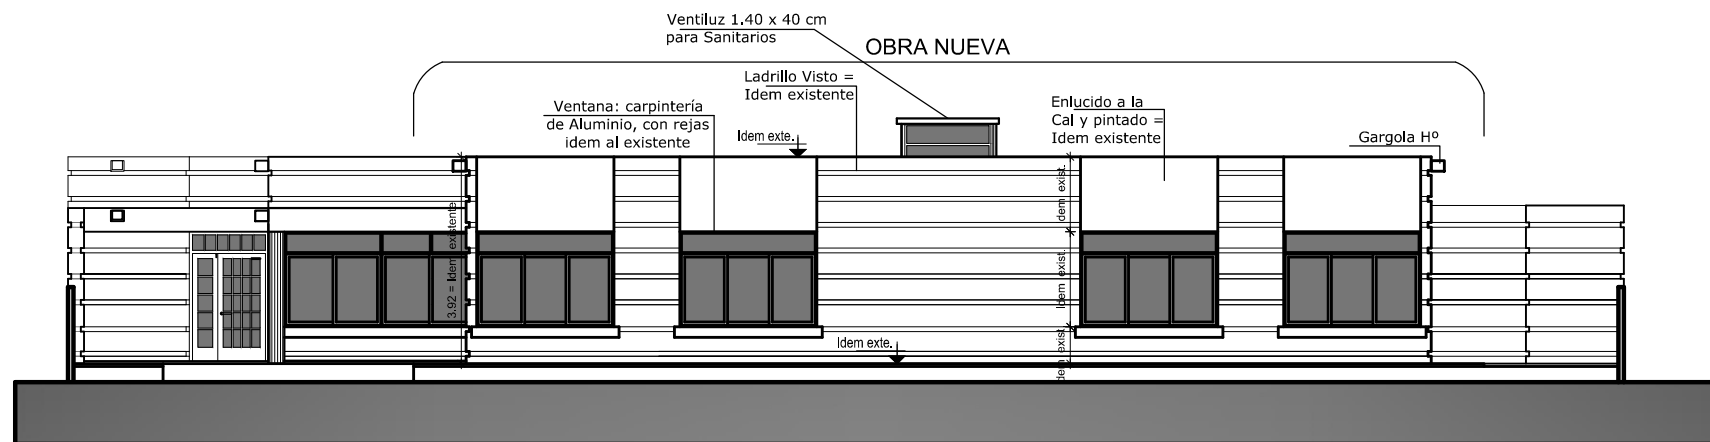 Ventiluz 1.40 x 40 cm
para Sanitarios
OBRA NUEVA
Ladrillo Visto =
Idem existente
Ventana: carpintería
de Aluminio, con rejas
idem al existente
Idem exte.
Enlucido a la
Cal y pintado =
Idem existente
Gargola Hº
3.92 = Idem existente
Idem exist.
Idem exist.
Idem exist.
Idem exte.